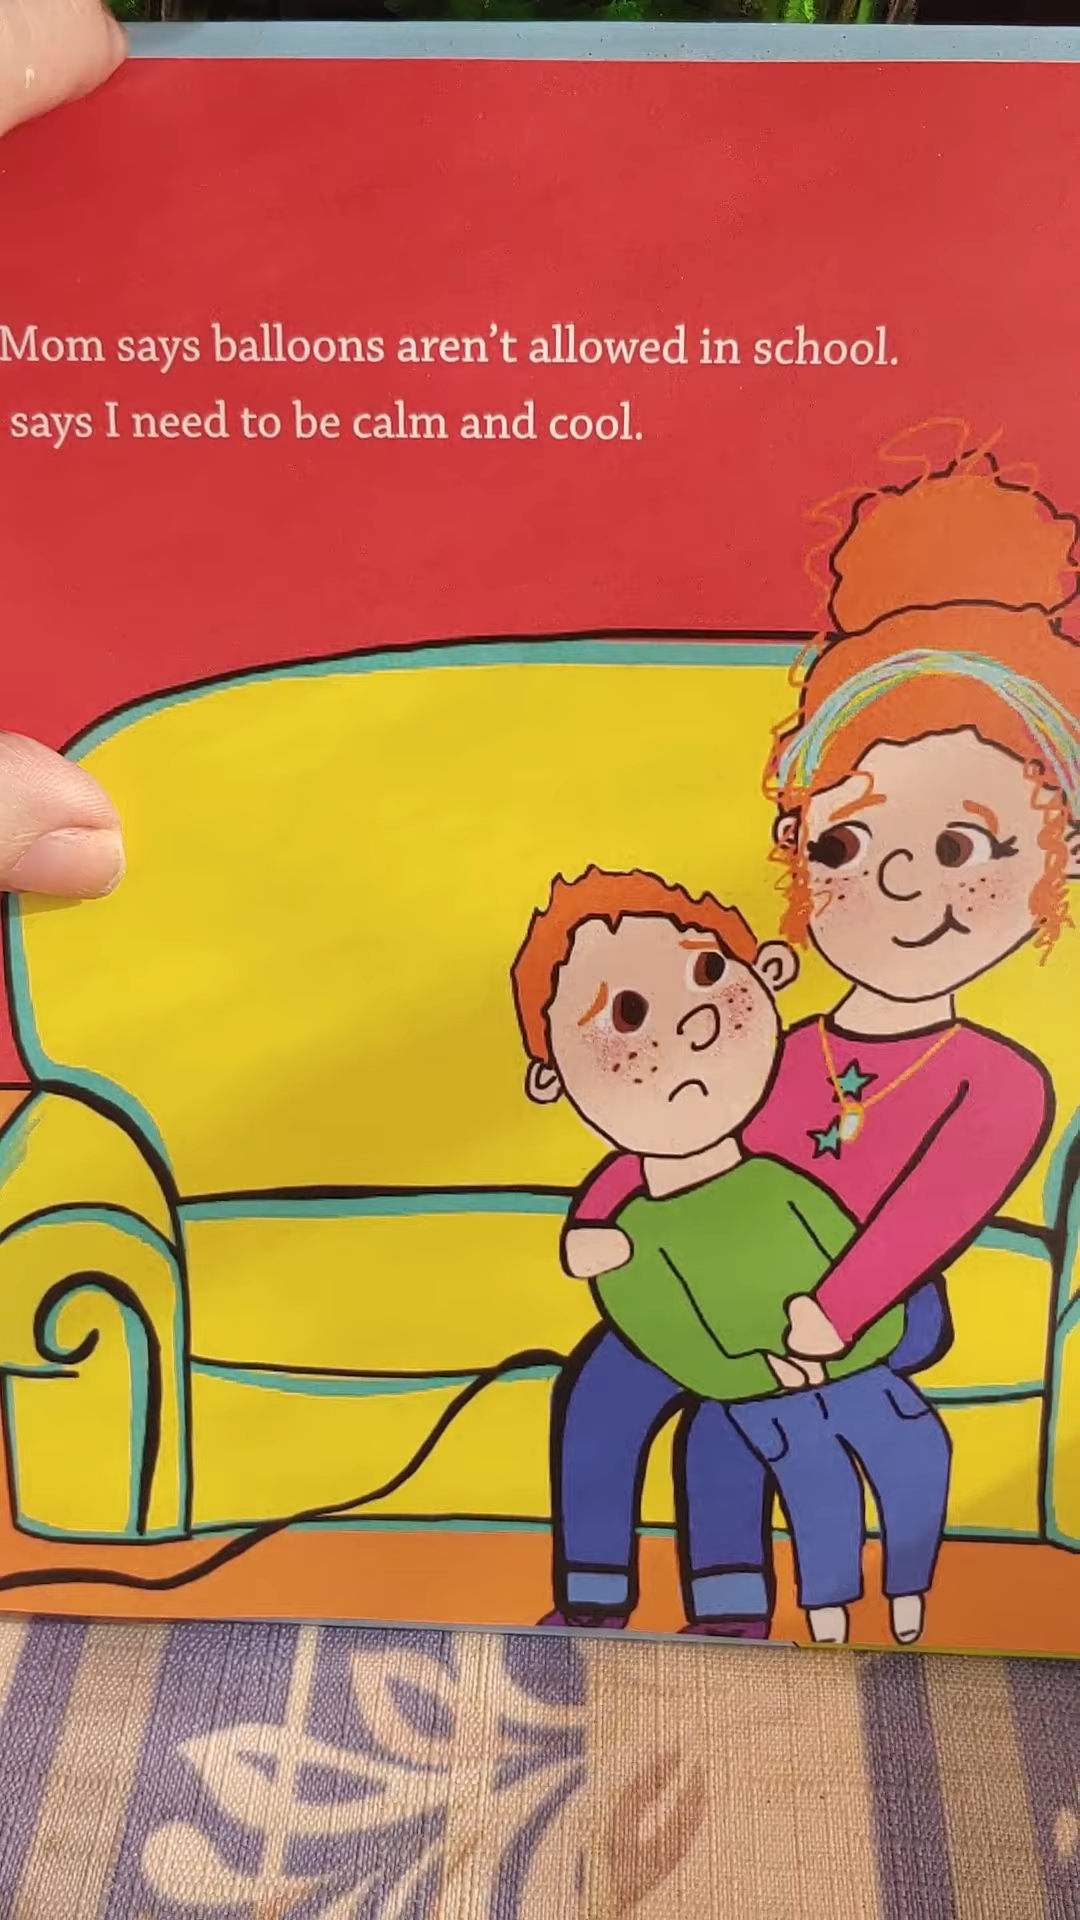 Mom says balloons aren't allowed in school.
says I need to be calm and cool.